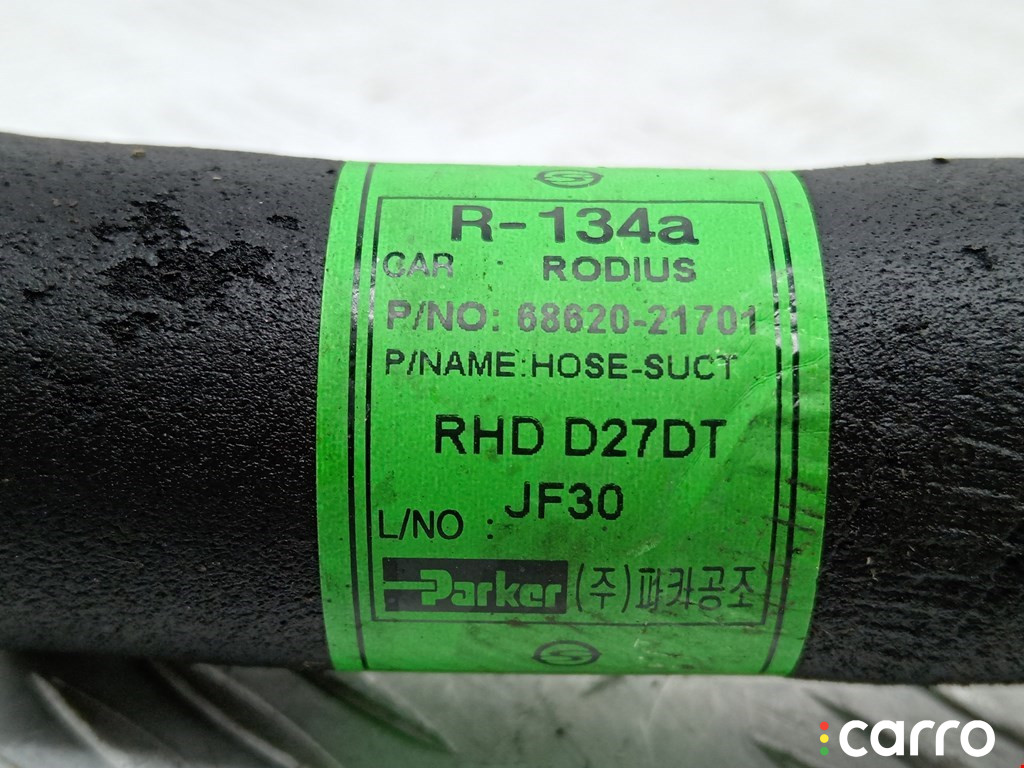 R-134a
CAR : RODIUS
P/NO: 68620-21701
P/NAME:HOSE-SUCT
RHD D27DT
L/NO : JF30
Parker (주)파카공조
carro